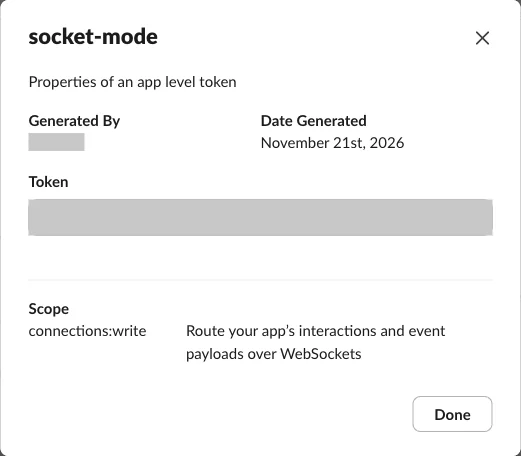 socket-mode
Properties of an app level token
Generated By
Date Generated
November 21st, 2026
Token
Scope
connections:write
Route your app's interactions and event
payloads over WebSockets
Done